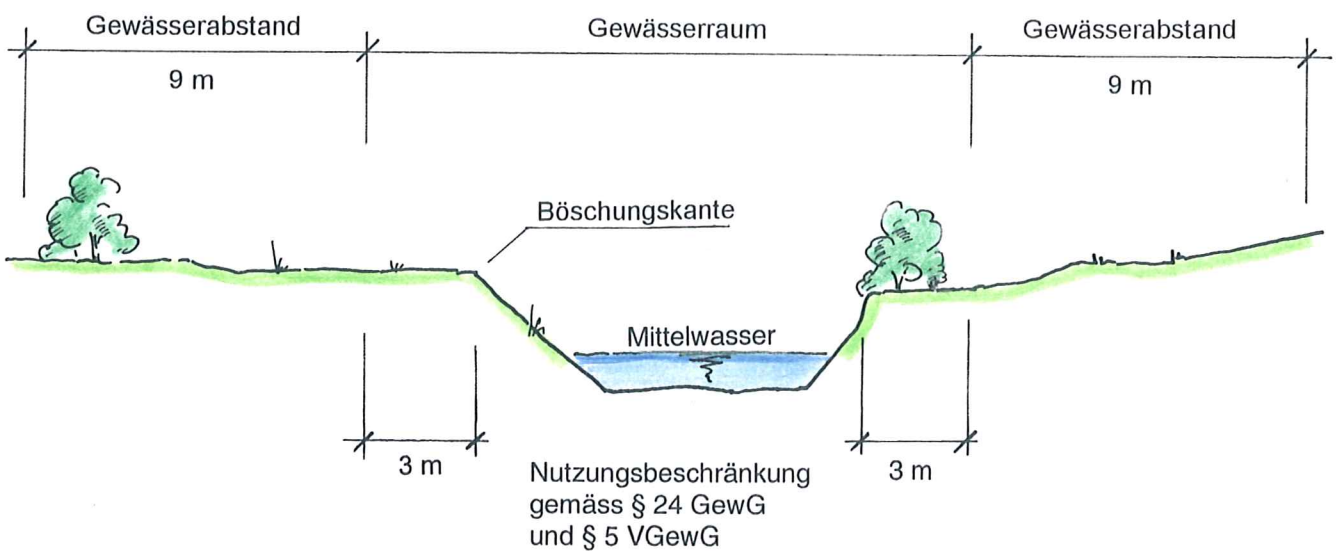 Gewässerabstand
Gewässerraum
Gewässerabstand
9 m
9 m
Böschungskante
Mittelwasser
3 m
3 m
Nutzungsbeschränkung
gemäss § 24 GewG
und § 5 VGewG